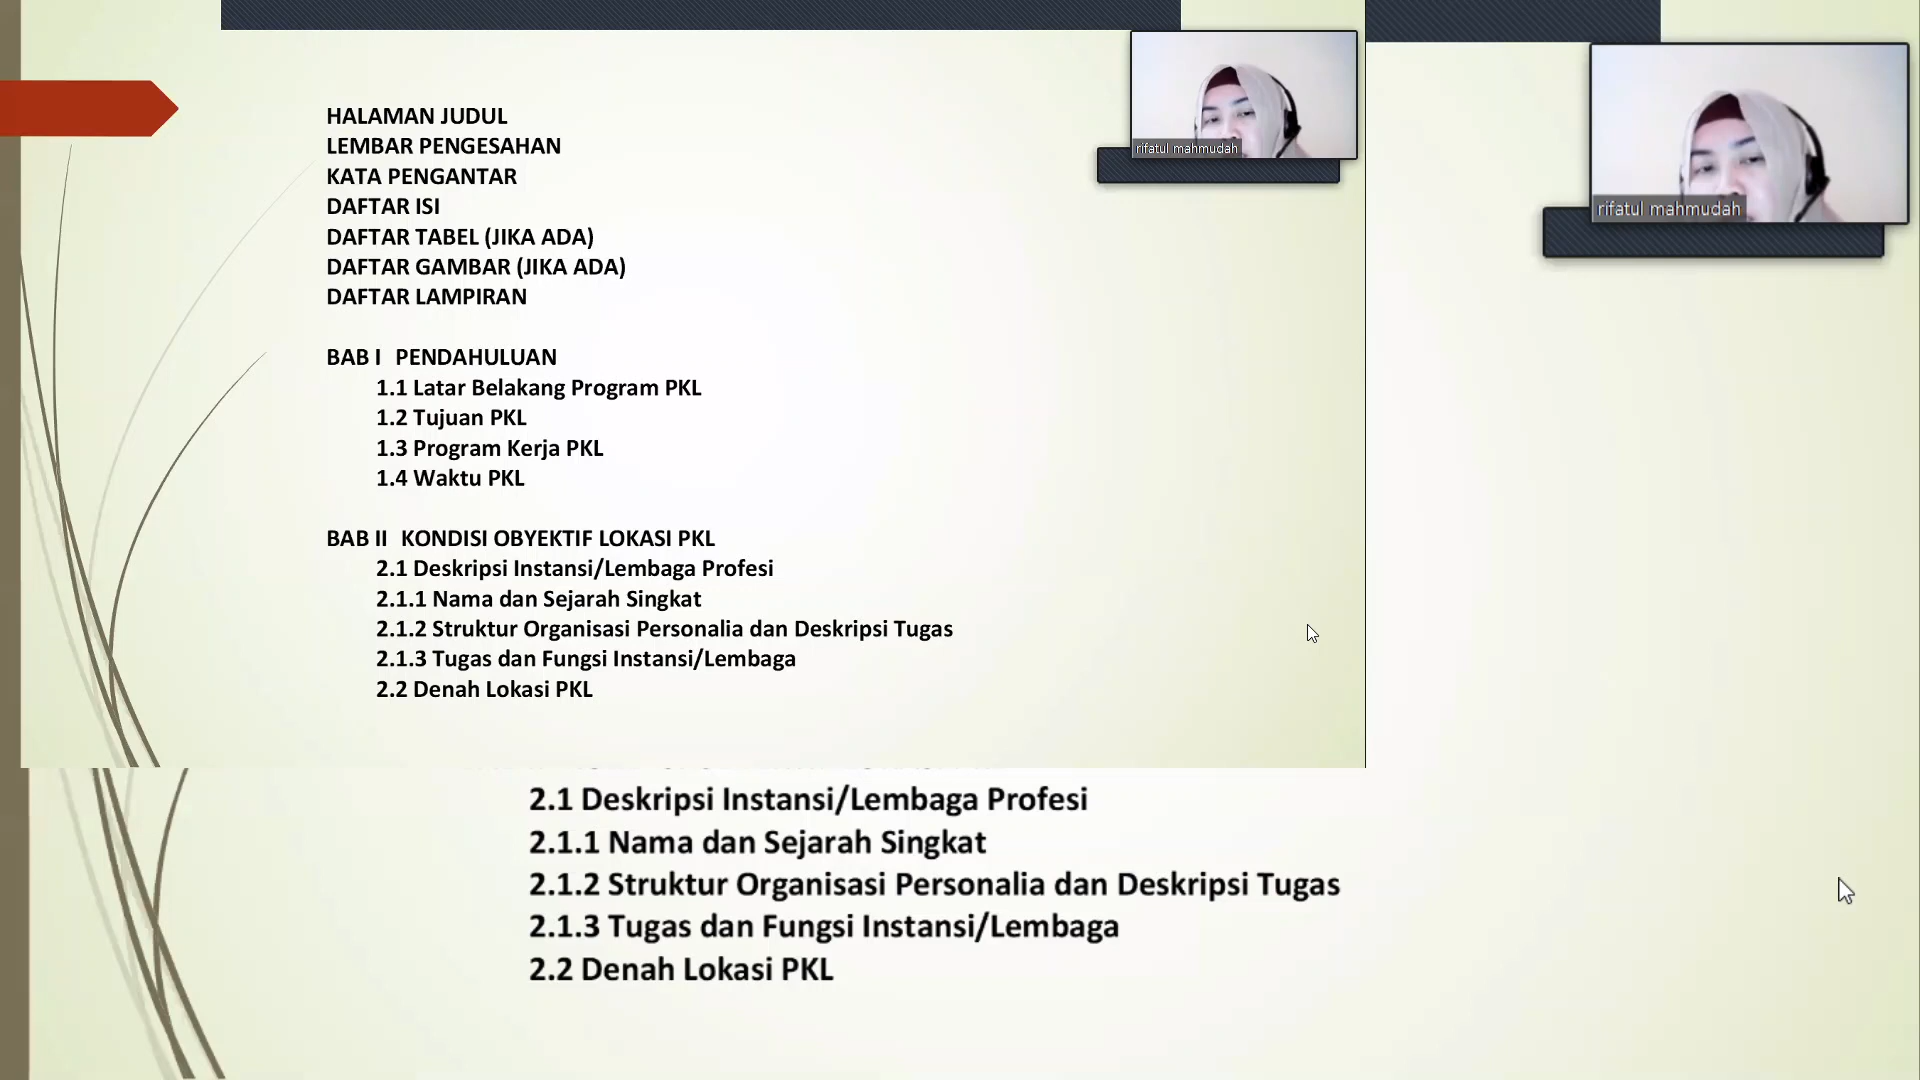 HALAMAN JUDUL
LEMBAR PENGESAHAN
KATA PENGANTAR
DAFTAR ISI
DAFTAR TABEL (JIKA ADA)
DAFTAR GAMBAR (JIKA ADA)
DAFTAR LAMPIRAN
BAB I PENDAHULUAN
1.1 Latar Belakang Program PKL
1.2 Tujuan PKL
1.3 Program Kerja PKL
1.4 Waktu PKL
BAB II KONDISI OBYEKTIF LOKASI PKL
2.1 Deskripsi Instansi/Lembaga Profesi
2.1.1 Nama dan Sejarah Singkat
2.1.2 Struktur Organisasi Personalia dan Deskripsi Tugas
2.1.3 Tugas dan Fungsi Instansi/Lembaga
2.2 Denah Lokasi PKL
rifatul mahmudah
rifatul mahmudah
2.1 Deskripsi Instansi/Lembaga Profesi
2.1.1 Nama dan Sejarah Singkat
2.1.2 Struktur Organisasi Personalia dan Deskripsi Tugas
2.1.3 Tugas dan Fungsi Instansi/Lembaga
2.2 Denah Lokasi PKL